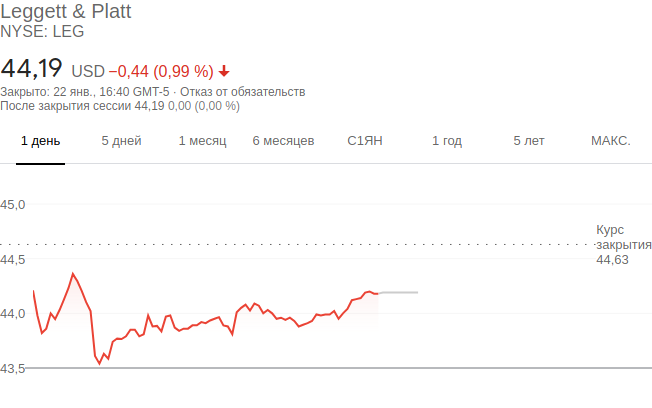 Leggett & Platt
NYSE: LEG
44,19 USD −0,44 (0,99 %)
Закрыто: 22 янв., 16:40 GMT-5 · Отказ от обязательств
После закрытия сессии 44,19 0,00 (0,00 %)
1 день 5 дней 1 месяц 6 месяцев С1ЯН 1 год 5 лет МАКС.
45,0
Курс
закрытия
44,63
44,5
44,0
43,5